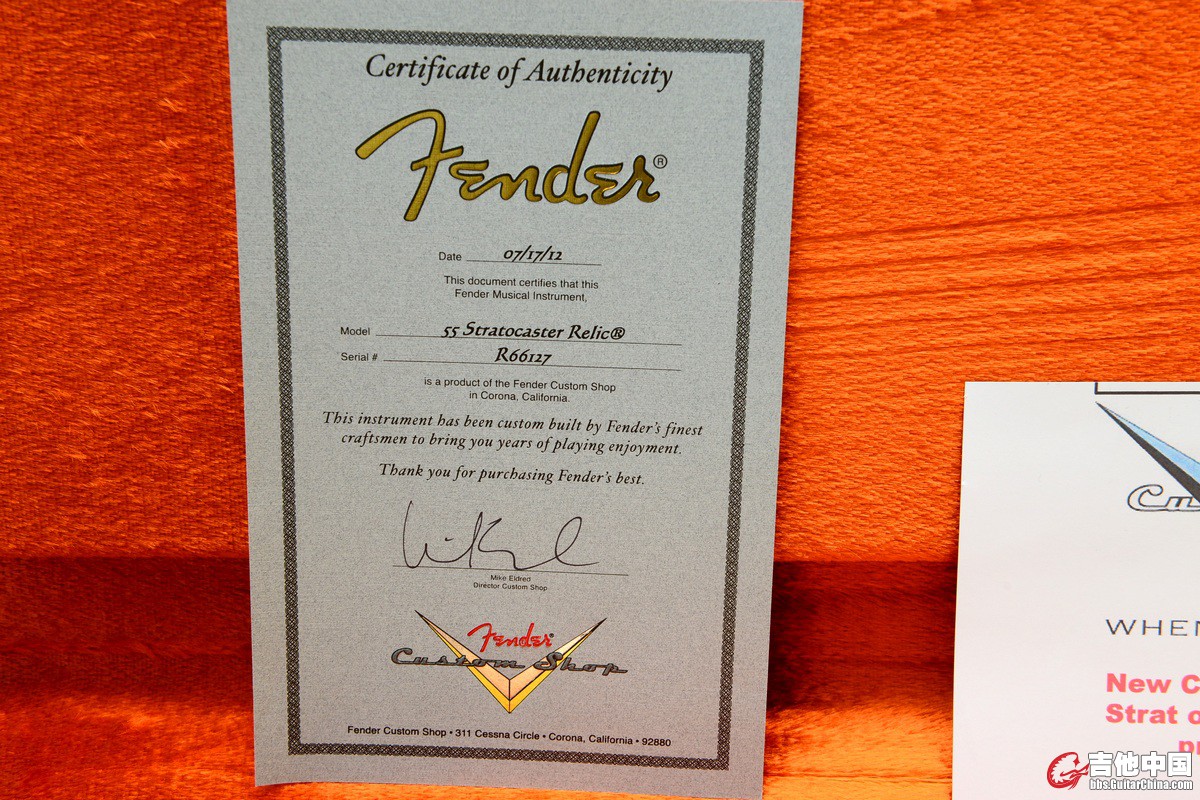 Certificate of Authenticity
Fender®
Date 07/17/12
This document certifies that this
Fender Musical Instrument,
Model 55 Stratocaster Relic®
Serial # R66127
is a product of the Fender Custom Shop
in Corona, California.
This instrument has been custom built by Fender's finest
craftsmen to bring you years of playing enjoyment.
Thank you for purchasing Fender's best.
Mike Eldred
Director Custom Shop
Fender®
Custom Shop
Fender Custom Shop • 311 Cessna Circle • Corona, California • 92880
Cu
WHEN
New C
Strat o
pr
吉他中国
bbs.GuitarChina.com